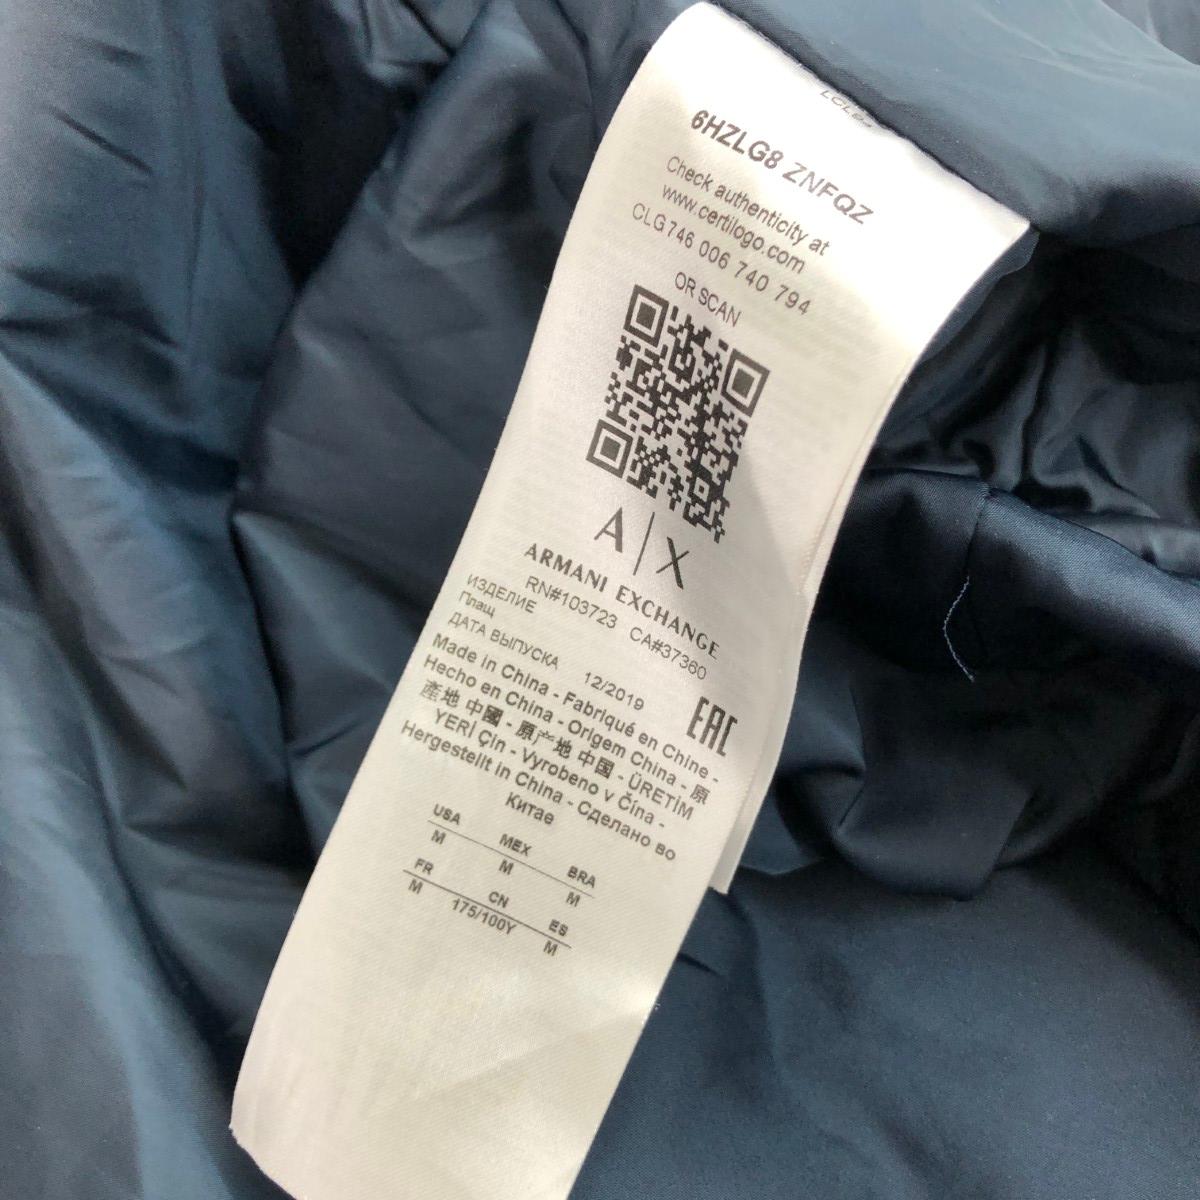 6HZLG8 ZNFQZ
Check authenticity at
www.certilogo.com
CLG746 006 740 794
OR SCAN
A|X
ARMANI EXCHANGE
RN#103723 CA#37360
ИЗДЕЛИЕ
Плащ
ДАТА ВЫПУСКА 12/2019
EAC
Made in China - Fabriqué en Chine -
Hecho en China - Origem China - 原
產地 中國 - 原产地 中国 - ÜRETİM
YERİ Çin - Vyrobeno v Čína -
Hergestellt in China - Сделано во
Китае
USA MEX BRA
M M M
FR CN ES
M 175/100Y M